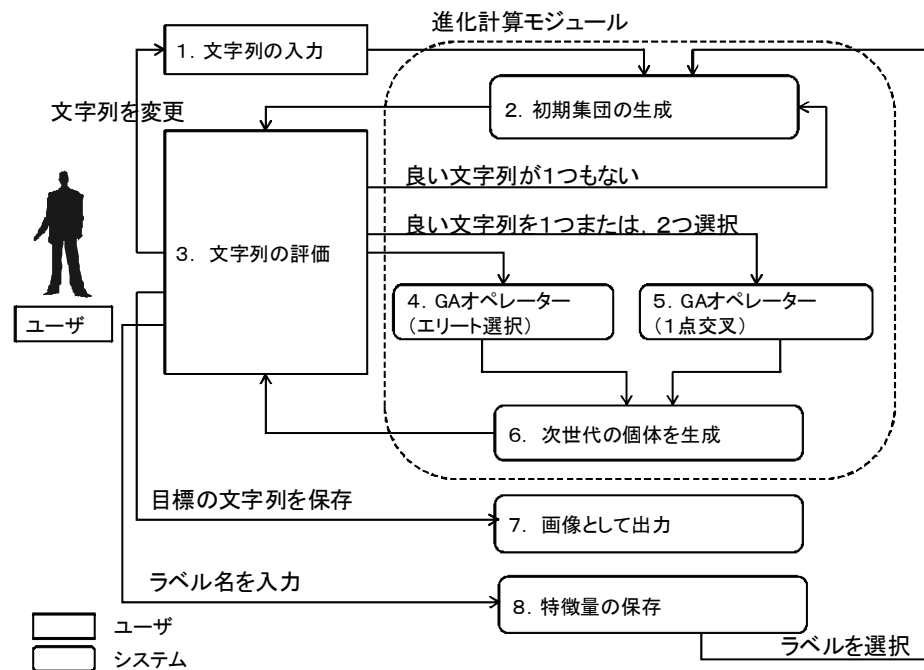 進化計算モジュール
1. 文字列の入力
文字列を変更
2. 初期集団の生成
良い文字列が1つもない
良い文字列を1つまたは，2つ選択
3. 文字列の評価
4. GAオペレーター
（エリート選択）
5. GAオペレーター
（1点交叉）
ユーザ
6. 次世代の個体を生成
目標の文字列を保存
7. 画像として出力
ラベル名を入力
8. 特徴量の保存
ユーザ
システム
ラベルを選択